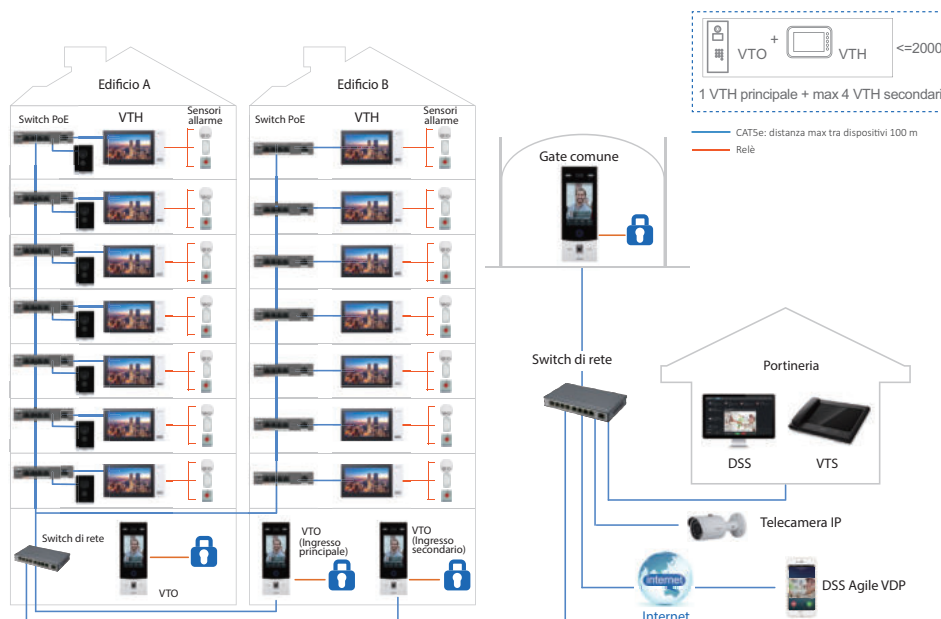 VTO
+
VTH
<=2000
1 VTH principale + max 4 VTH secondari
CAT5e: distanza max tra dispositivi 100 m
Relè
Edificio A
Edificio B
Switch PoE
VTH
Sensori
allarme
Switch PoE
VTH
Sensori
allarme
Gate comune
Switch di rete
Portineria
DSS
VTS
Telecamera IP
internet
Internet
DSS Agile VDP
Switch di rete
VTO
VTO
(Ingresso
principale)
VTO
(Ingresso
secondario)